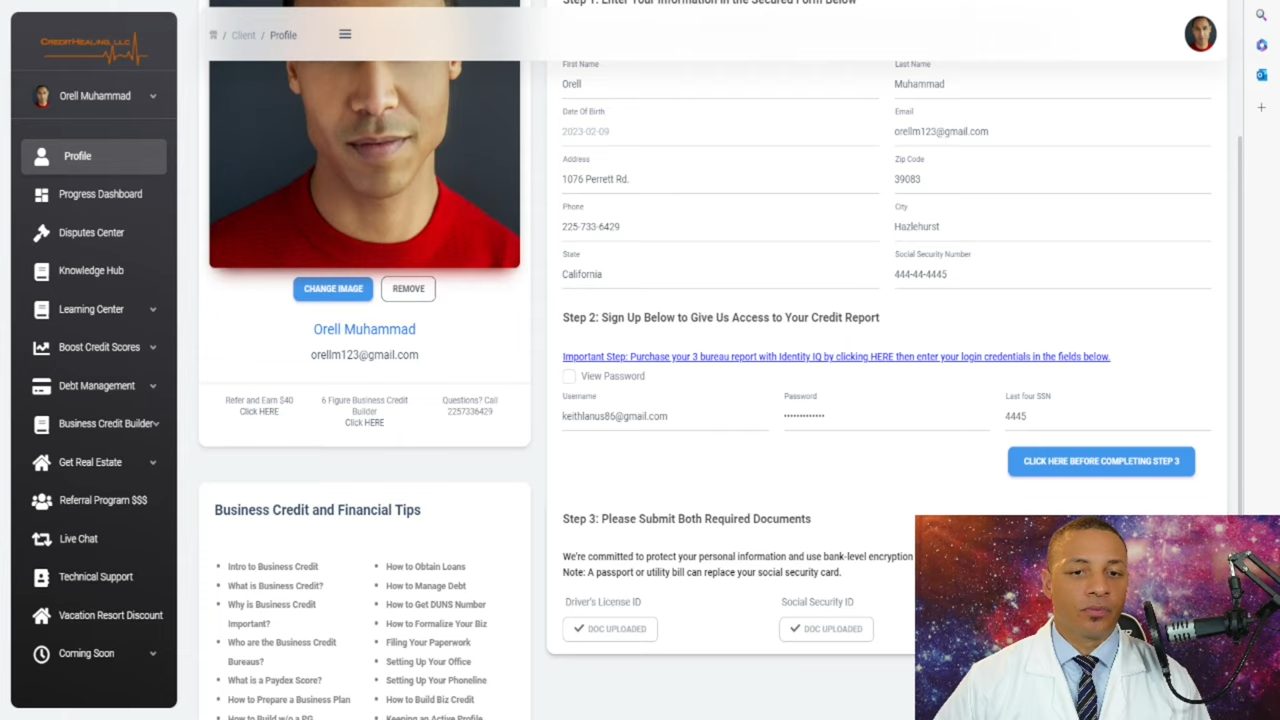 CREDITHEALING, LLC
Orell Muhammad
Profile
Progress Dashboard
Disputes Center
Knowledge Hub
Learning Center
Boost Credit Scores
Debt Management
Business Credit Builder
Get Real Estate
Referral Program $$$
Live Chat
Technical Support
Vacation Resort Discount
Coming Soon
/ Client / Profile
CHANGE IMAGE
REMOVE
Orell Muhammad
orellm123@gmail.com
Refer and Earn $40
Click HERE
6 Figure Business Credit
Builder
Click HERE
Questions? Call
2257336429
Business Credit and Financial Tips
• Intro to Business Credit
• What is Business Credit?
• Why is Business Credit
Important?
• Who are the Business Credit
Bureaus?
• What is a Paydex Score?
• How to Prepare a Business Plan
• How to Build w/o a PG
• How to Obtain Loans
• How to Manage Debt
• How to Get DUNS Number
• How to Formalize Your Biz
• Filing Your Paperwork
• Setting Up Your Office
• Setting Up Your Phoneline
• How to Build Biz Credit
• Keeping an Active Profile
Step 1: Enter Your Information in the Secured Form Below
First Name
Orell
Last Name
Muhammad
Date Of Birth
2023-02-09
Email
orellm123@gmail.com
Address
1076 Perrett Rd.
Zip Code
39083
Phone
225-733-6429
City
Hazlehurst
State
California
Social Security Number
444-44-4445
Step 2: Sign Up Below to Give Us Access to Your Credit Report
Important Step: Purchase your 3 bureau report with Identity IQ by clicking HERE then enter your login credentials in the fields below.
View Password
Username
keithlanus86@gmail.com
Password
•••••••••••••
Last four SSN
4445
CLICK HERE BEFORE COMPLETING STEP 3
Step 3: Please Submit Both Required Documents
We're committed to protect your personal information and use bank-level encryption
Note: A passport or utility bill can replace your social security card.
Driver's License ID
DOC UPLOADED
Social Security ID
DOC UPLOADED